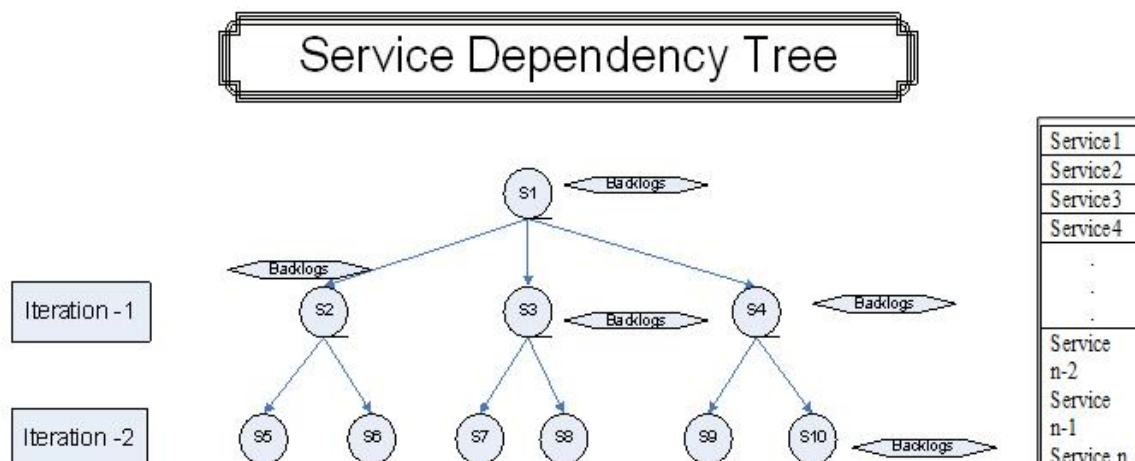 Service Dependency Tree
S1
Backlogs
Backlogs
Iteration -1
S2
S3
Backlogs
S4
Backlogs
Iteration -2
S5
S6
S7
S8
S9
S10
Backlogs
Service1
Service2
Service3
Service4
.
.
.
Service
n-2
Service
n-1
Service n